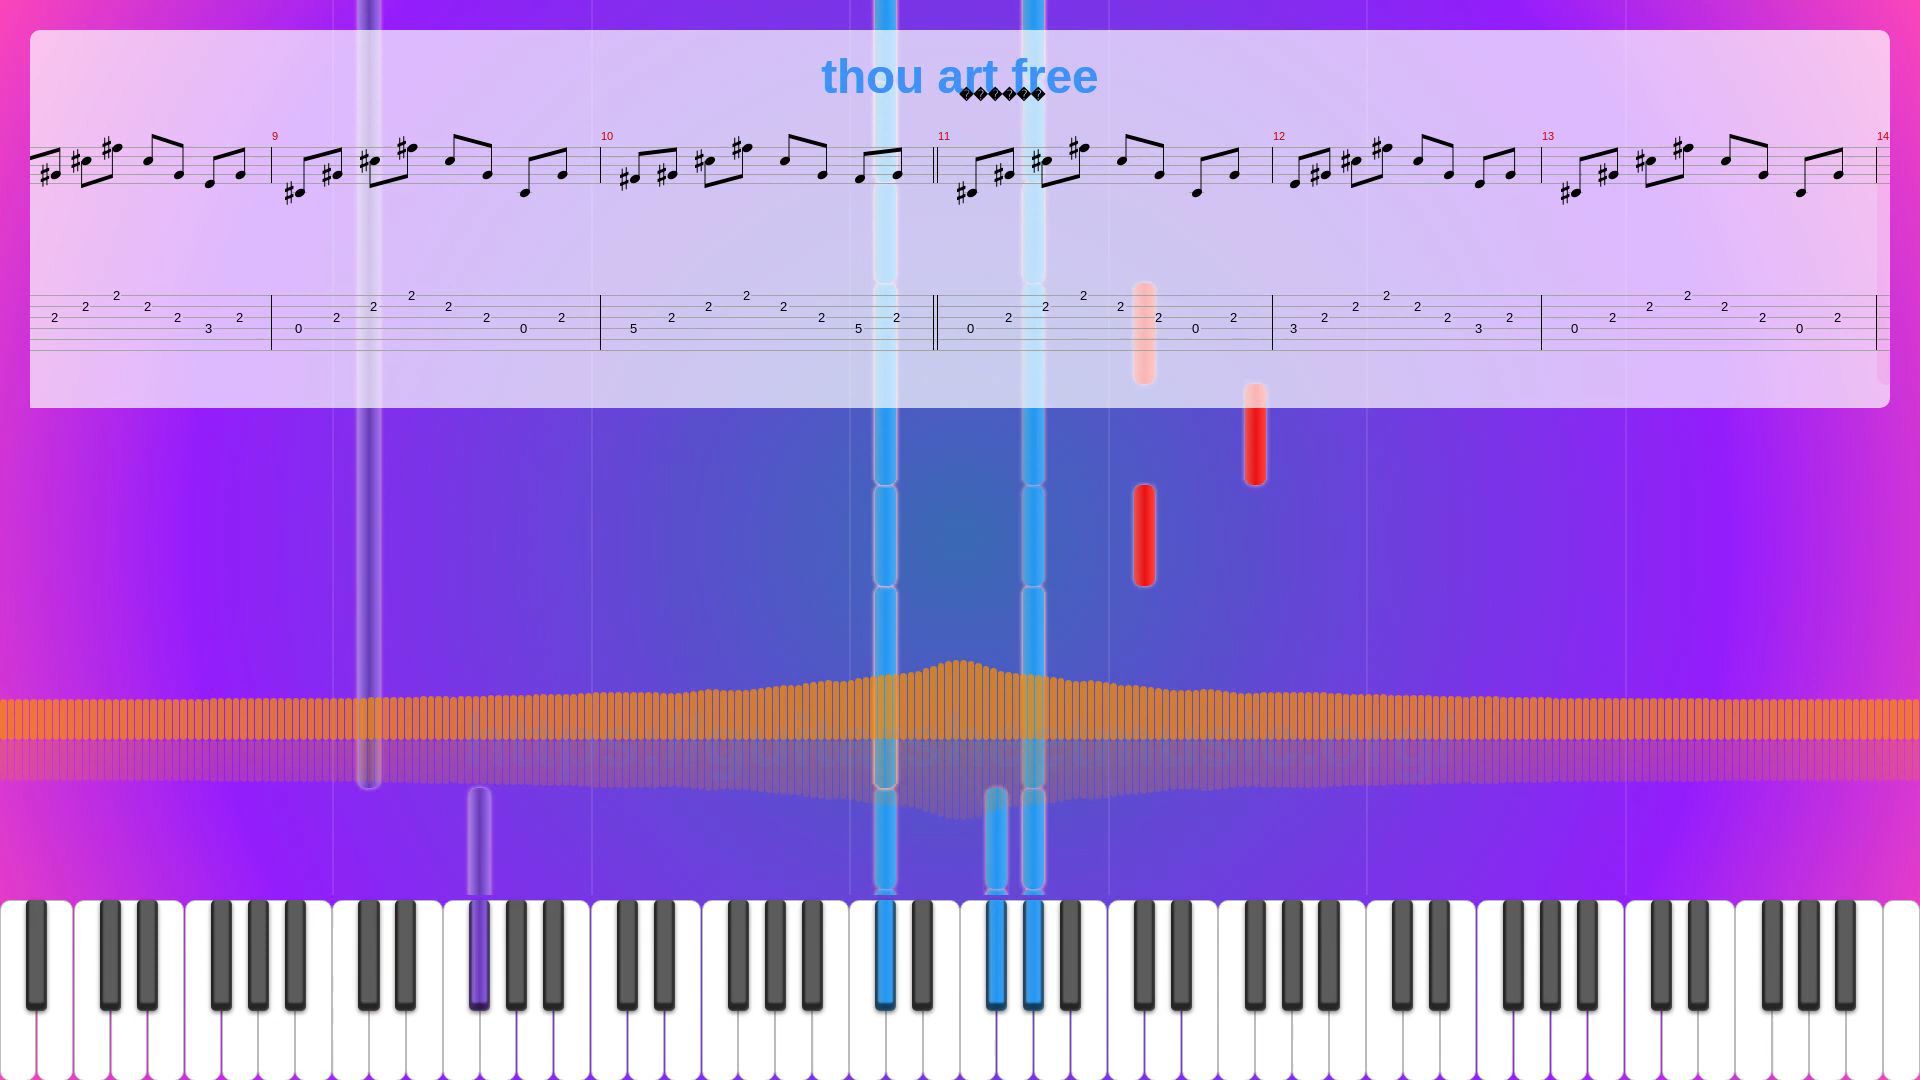 thou art free
������
9 10 11 12 13 14
2 2 2 2 2 3 2 0 2 2 2 2 2 0 2 5 2 2 2 2 2 5 2 0 2 2 2 2 2 0 2 3 2 2 2 2 2 3 2 0 2 2 2 2 2 0 2